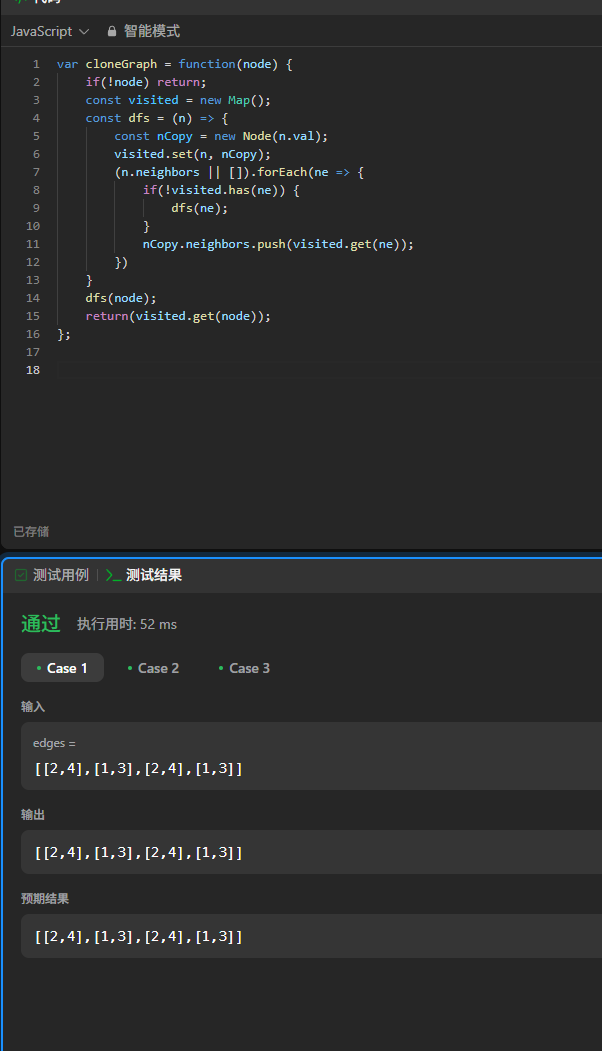 代码
JavaScript 智能模式
1 var cloneGraph = function(node) {
2     if(!node) return;
3     const visited = new Map();
4     const dfs = (n) => {
5         const nCopy = new Node(n.val);
6         visited.set(n, nCopy);
7         (n.neighbors || []).forEach(ne => {
8             if(!visited.has(ne)) {
9                 dfs(ne);
10             }
11             nCopy.neighbors.push(visited.get(ne));
12         })
13     }
14     dfs(node);
15     return(visited.get(node));
16 };
17
18
已存储
测试用例 | >_ 测试结果
通过 执行用时: 52 ms
• Case 1 • Case 2 • Case 3
输入
edges =
[[2,4],[1,3],[2,4],[1,3]]
输出
[[2,4],[1,3],[2,4],[1,3]]
预期结果
[[2,4],[1,3],[2,4],[1,3]]